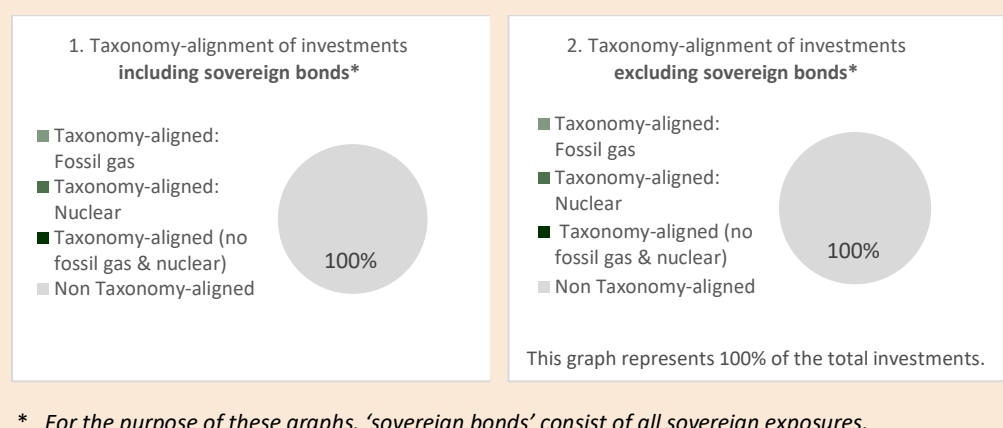 1. Taxonomy-alignment of investments
including sovereign bonds*
Taxonomy-aligned:
Fossil gas
Taxonomy-aligned:
Nuclear
Taxonomy-aligned (no
fossil gas & nuclear)
Non Taxonomy-aligned
100%
2. Taxonomy-alignment of investments
excluding sovereign bonds*
Taxonomy-aligned:
Fossil gas
Taxonomy-aligned:
Nuclear
Taxonomy-aligned (no
fossil gas & nuclear)
Non Taxonomy-aligned
100%
This graph represents 100% of the total investments.
* For the purpose of these graphs, ‘sovereign bonds’ consist of all sovereign exposures.